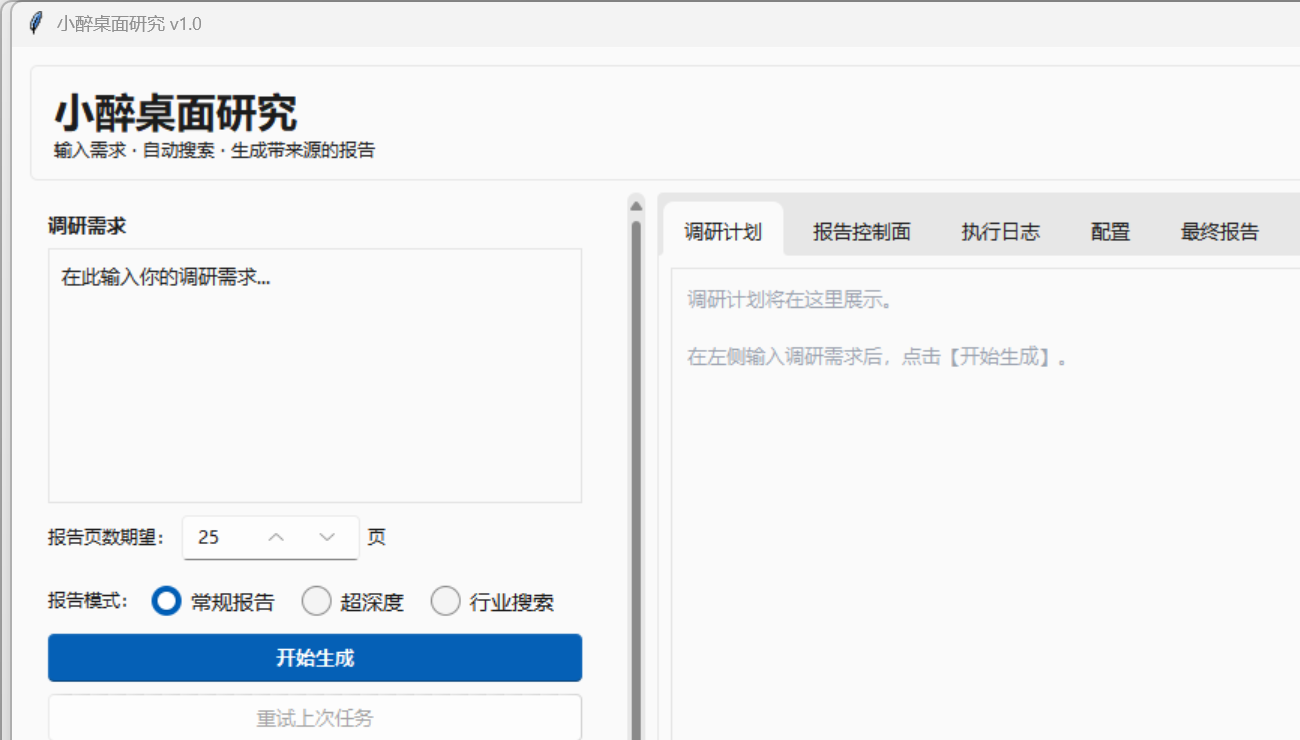 小醉桌面研究 v1.0
小醉桌面研究
输入需求 · 自动搜索 · 生成带来源的报告
调研需求
在此输入你的调研需求...
报告页数期望： 25 页
报告模式： 常规报告 超深度 行业搜索
开始生成
重试上次任务
调研计划 报告控制面 执行日志 配置 最终报告
调研计划将在这里展示。
在左侧输入调研需求后，点击【开始生成】。